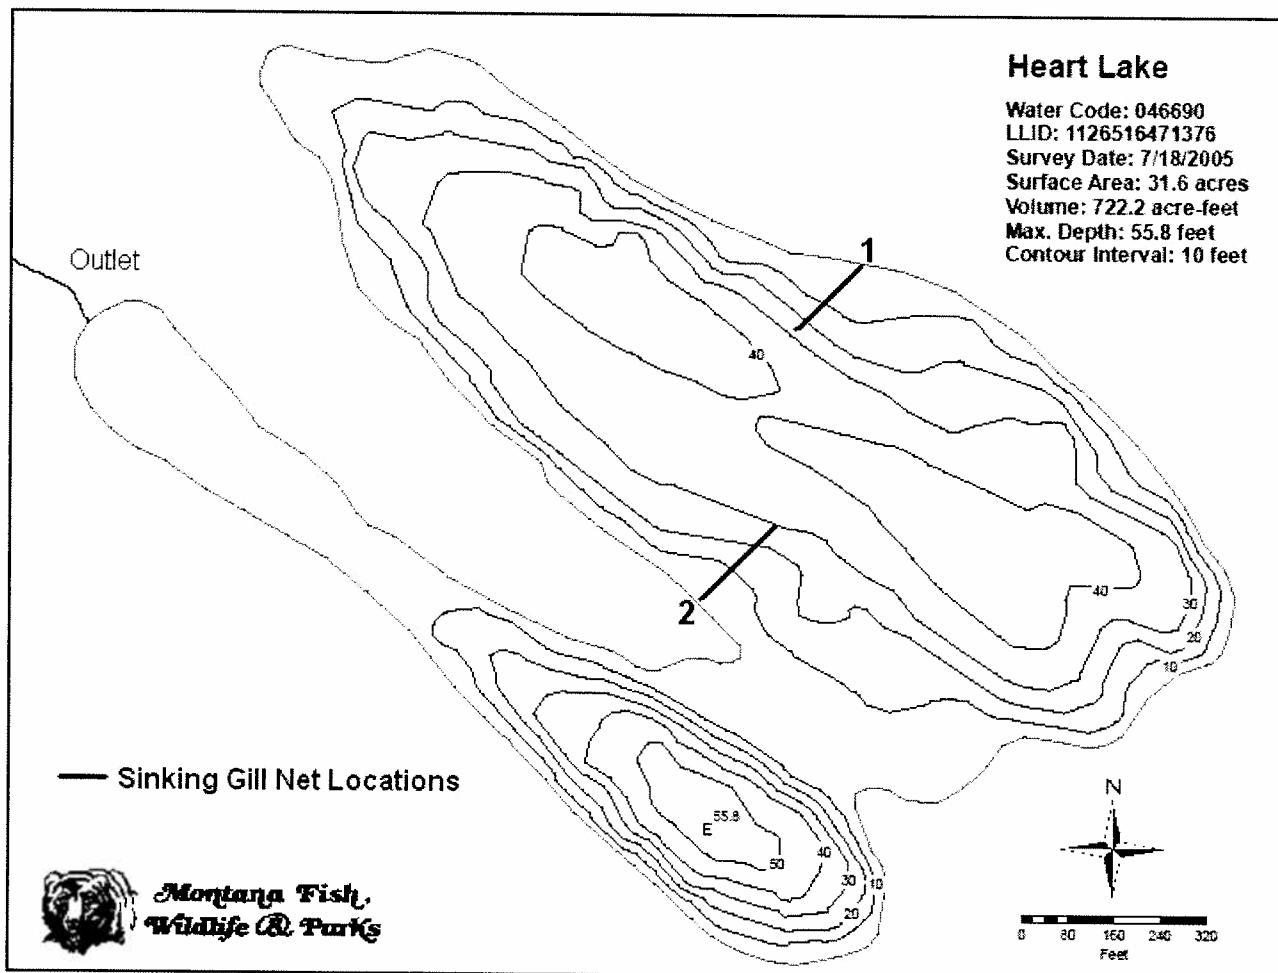 Heart Lake
Water Code: 046690
LLID: 1126516471376
Survey Date: 7/18/2005
Surface Area: 31.6 acres
Volume: 722.2 acre-feet
Max. Depth: 55.8 feet
Contour Interval: 10 feet
1
Outlet
40
40
30
20
10
2
Sinking Gill Net Locations
55.8
E
50
40
30
10
20
N
Montana Fish,
Wildlife & Parks
0 80 160 240 320
Feet